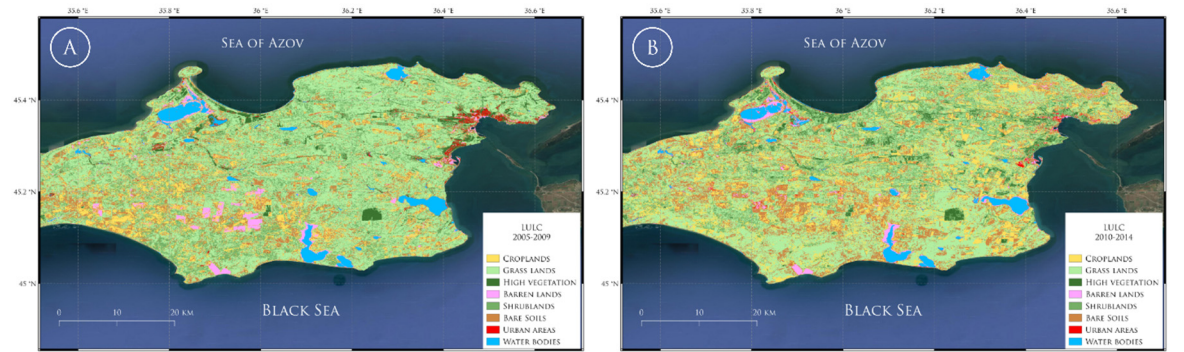 35.6 °E 35.8 °E 36 °E 36.2 °E 36.4 °E
A
Sea of Azov
45.4 °N
45.2 °N
45 °N
Black Sea
0 10 20 KM
LULC
2005-2009
Croplands
Grass lands
High vegetation
Barren lands
Shrublands
Bare Soils
Urban areas
Water bodies
35.6 °E 35.8 °E 36 °E 36.2 °E 36.4 °E
B
Sea of Azov
45.4 °N
45.2 °N
45 °N
Black Sea
0 10 20 KM
LULC
2010-2014
Croplands
Grass lands
High vegetation
Barren lands
Shrublands
Bare Soils
Urban areas
Water bodies